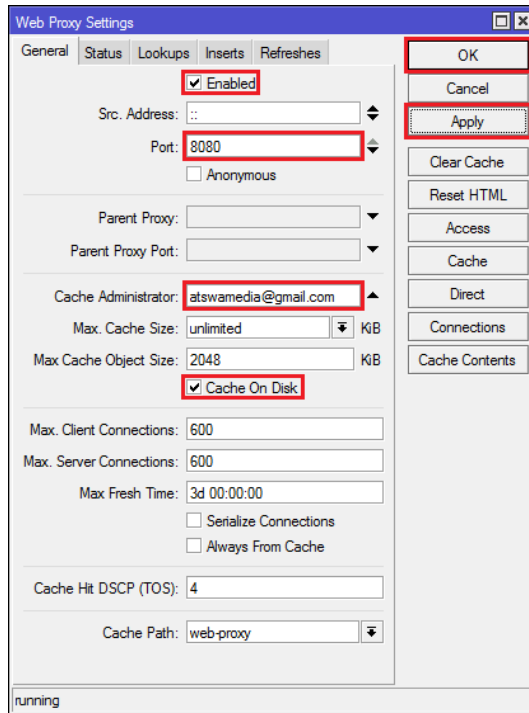 Web Proxy Settings
General Status Lookups Inserts Refreshes
Enabled
Src. Address: ::
Port: 8080
Anonymous
Parent Proxy:
Parent Proxy Port:
Cache Administrator: atswamedia@gmail.com
Max. Cache Size: unlimited KiB
Max Cache Object Size: 2048 KiB
Cache On Disk
Max. Client Connections: 600
Max. Server Connections: 600
Max Fresh Time: 3d 00:00:00
Serialize Connections
Always From Cache
Cache Hit DSCP (TOS): 4
Cache Path: web-proxy
OK
Cancel
Apply
Clear Cache
Reset HTML
Access
Cache
Direct
Connections
Cache Contents
running